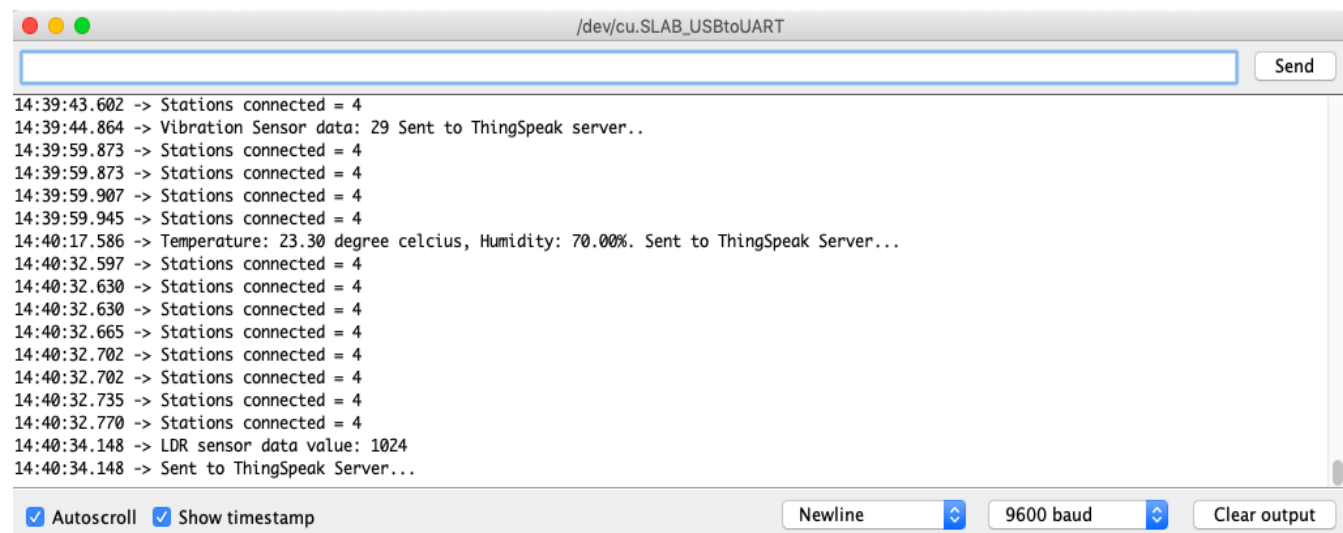 /dev/cu.SLAB_USBtoUART
Send
14:39:43.602 -> Stations connected = 4
14:39:44.864 -> Vibration Sensor data: 29 Sent to ThingSpeak server..
14:39:59.873 -> Stations connected = 4
14:39:59.873 -> Stations connected = 4
14:39:59.907 -> Stations connected = 4
14:39:59.945 -> Stations connected = 4
14:40:17.586 -> Temperature: 23.30 degree celcius, Humidity: 70.00%. Sent to ThingSpeak Server...
14:40:32.597 -> Stations connected = 4
14:40:32.630 -> Stations connected = 4
14:40:32.630 -> Stations connected = 4
14:40:32.665 -> Stations connected = 4
14:40:32.702 -> Stations connected = 4
14:40:32.702 -> Stations connected = 4
14:40:32.735 -> Stations connected = 4
14:40:32.770 -> Stations connected = 4
14:40:34.148 -> LDR sensor data value: 1024
14:40:34.148 -> Sent to ThingSpeak Server...
Autoscroll Show timestamp Newline 9600 baud Clear output